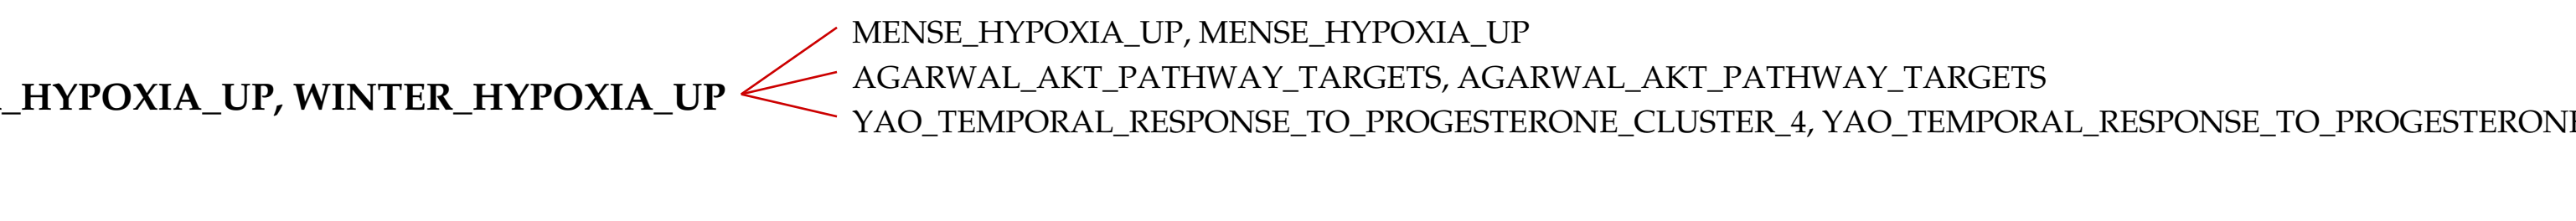 MENSE_HYPOXIA_UP, MENSE_HYPOXIA_UP
AGARWAL_AKT_PATHWAY_TARGETS, AGARWAL_AKT_PATHWAY_TARGETS
_HYPOXIA_UP, WINTER_HYPOXIA_UP
YAO_TEMPORAL_RESPONSE_TO_PROGESTERONE_CLUSTER_4, YAO_TEMPORAL_RESPONSE_TO_PROGESTERONE